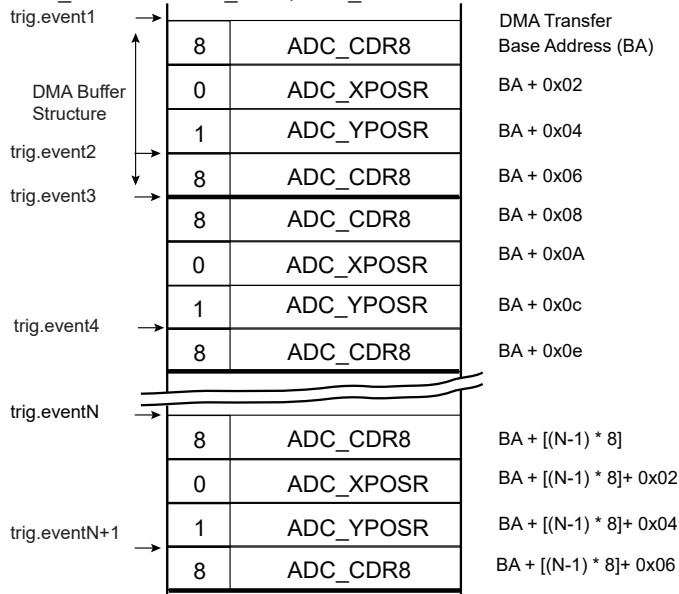 trig.event1
DMA Transfer
8 ADC_CDR8 Base Address (BA)
DMA Buffer
Structure
0 ADC_XPOSR BA + 0x02
1 ADC_YPOSR BA + 0x04
trig.event2
8 ADC_CDR8 BA + 0x06
trig.event3
8 ADC_CDR8 BA + 0x08
0 ADC_XPOSR BA + 0x0A
1 ADC_YPOSR BA + 0x0c
trig.event4
8 ADC_CDR8 BA + 0x0e
trig.eventN
8 ADC_CDR8 BA + [(N-1) * 8]
0 ADC_XPOSR BA + [(N-1) * 8]+ 0x02
1 ADC_YPOSR BA + [(N-1) * 8]+ 0x04
trig.eventN+1
8 ADC_CDR8 BA + [(N-1) * 8]+ 0x06